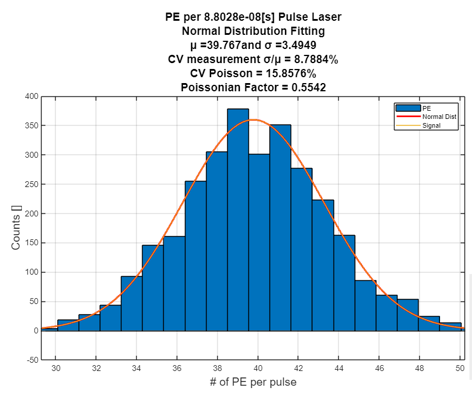 PE per 8.8028e-08[s] Pulse Laser
Normal Distribution Fitting
μ =39.767and σ =3.4949
CV measurement σ/μ = 8.7884%
CV Poisson = 15.8576%
Poissonian Factor = 0.5542
400
350
300
250
200
150
100
50
0
-50
Counts []
PE
Normal Dist
Signal
30 32 34 36 38 40 42 44 46 48 50
# of PE per pulse